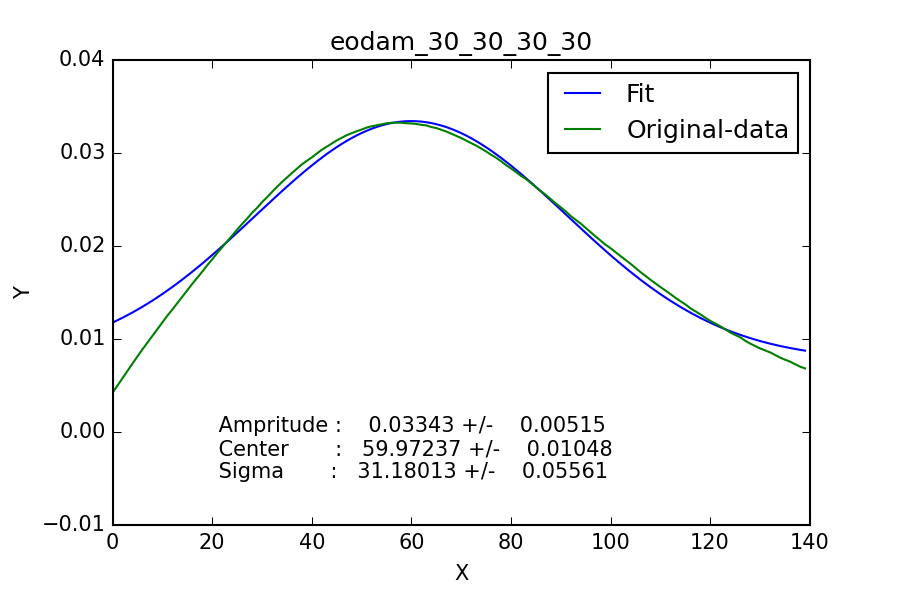 eodam_30_30_30_30
0.04
0.03
0.02
0.01
0.00
−0.01
Y
Fit
Original-data
Ampritude : 0.03343 +/- 0.00515
Center : 59.97237 +/- 0.01048
Sigma : 31.18013 +/- 0.05561
0 20 40 60 80 100 120 140
X